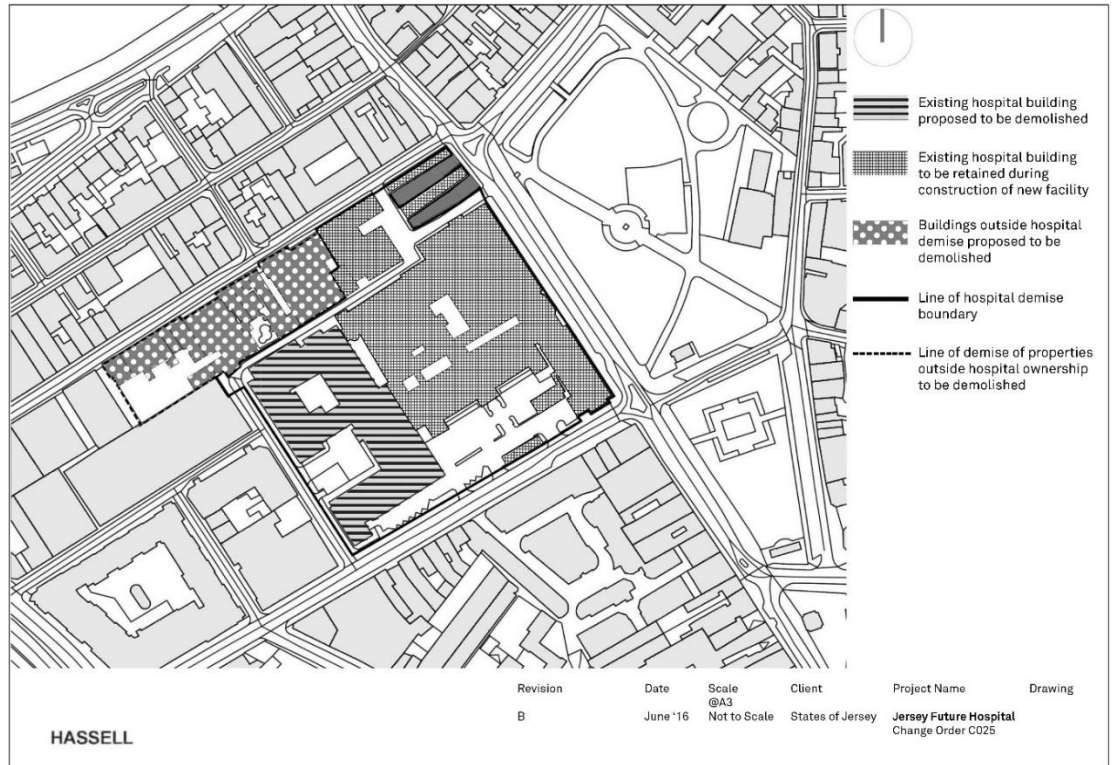 Existing hospital building
proposed to be demolished
Existing hospital building
to be retained during
construction of new facility
Buildings outside hospital
demise proposed to be
demolished
Line of hospital demise
boundary
Line of demise of properties
outside hospital ownership
to be demolished
Revision Date Scale Client Project Name Drawing
@A3
B June '16 Not to Scale States of Jersey Jersey Future Hospital
Change Order C025
HASSELL